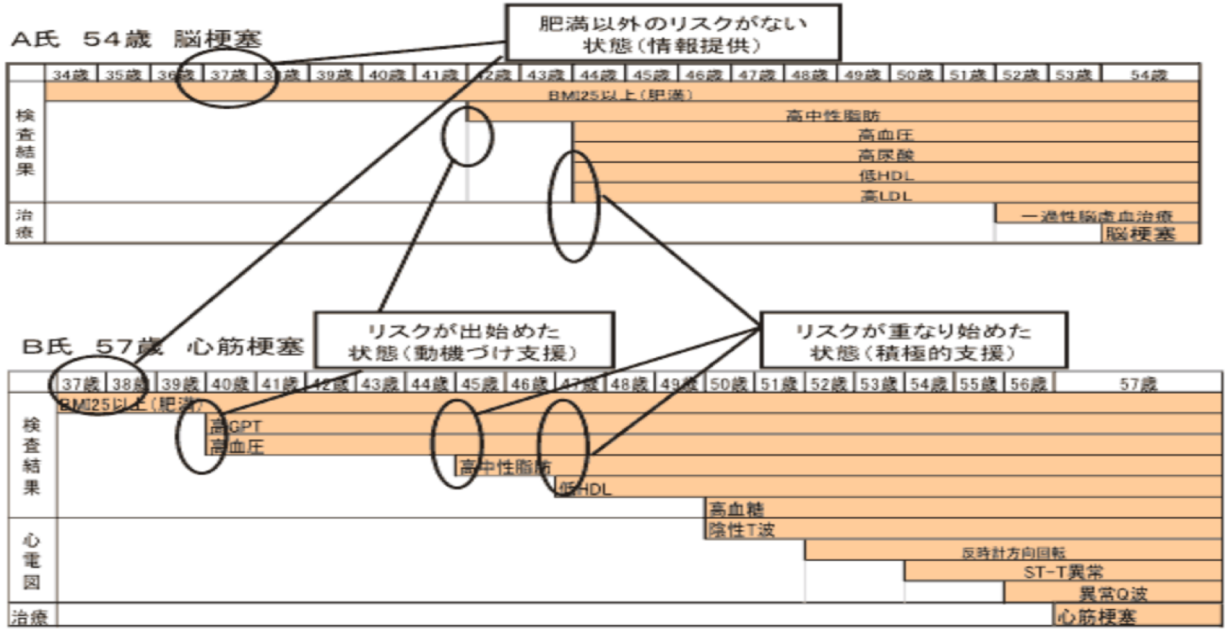 肥満以外のリスクがない
状態(情報提供)
A氏 54歳 脳梗塞
34歳 35歳 36歳 37歳 38歳 39歳 40歳 41歳 42歳 43歳 44歳 45歳 46歳 47歳 48歳 49歳 50歳 51歳 52歳 53歳 54歳
検査結果
BMI25以上(肥満)
高中性脂肪
高血圧
高尿酸
低HDL
高LDL
治療
一過性脳虚血治療
脳梗塞
リスクが出始めた
状態(動機づけ支援)
リスクが重なり始めた
状態(積極的支援)
B氏 57歳 心筋梗塞
37歳 38歳 39歳 40歳 41歳 42歳 43歳 44歳 45歳 46歳 47歳 48歳 49歳 50歳 51歳 52歳 53歳 54歳 55歳 56歳 57歳
検査結果
BMI25以上(肥満)
高GPT
高血圧
高中性脂肪
低HDL
高血糖
心電図
陰性T波
反時計方向回転
ST-T異常
異常Q波
治療
心筋梗塞